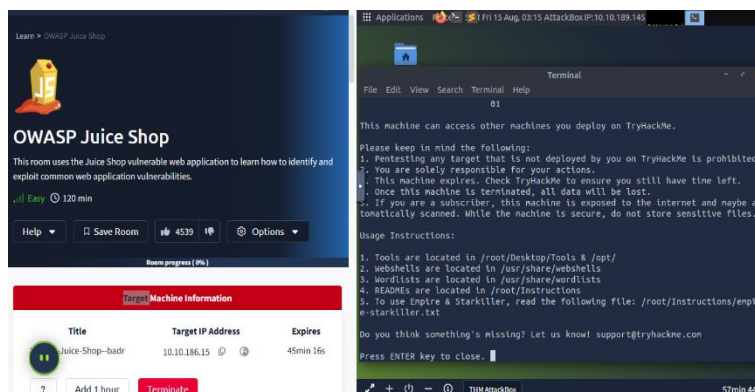 Learn > OWASP Juice Shop
JS
OWASP Juice Shop
This room uses the Juice Shop vulnerable web application to learn how to identify and
exploit common web application vulnerabilities.
Easy 120 min
Help Save Room 4539 Options
Room progress ( 0% )
Target Machine Information
Title Target IP Address Expires
Juice-Shop--badr 10.10.186.15 45min 16s
? Add 1 hour Terminate
Applications Fri 15 Aug, 03:15 AttackBox IP:10.10.189.145
Terminal
File Edit View Search Terminal Help
01
This machine can access other machines you deploy on TryHackMe.
Please keep in mind the following:
1. Pentesting any target that is not deployed by you on TryHackMe is prohibited
. You are solely responsible for your actions.
. This machine expires. Check TryHackMe to ensure you still have time left.
. Once this machine is terminated, all data will be lost.
. If you are a subscriber, this machine is exposed to the internet and maybe a
tomatically scanned. While the machine is secure, do not store sensitive files.
Usage Instructions:
1. Tools are located in /root/Desktop/Tools & /opt/
2. Webshells are located in /usr/share/webshells
3. Wordlists are located in /usr/share/wordlists
4. READMEs are located in /root/Instructions
5. To use Empire & Starkiller, read the following file: /root/Instructions/empi
e-starkiller.txt
Do you think something's missing? Let us know! support@tryhackme.com
Press ENTER key to close.
THM AttackBox 57min 44